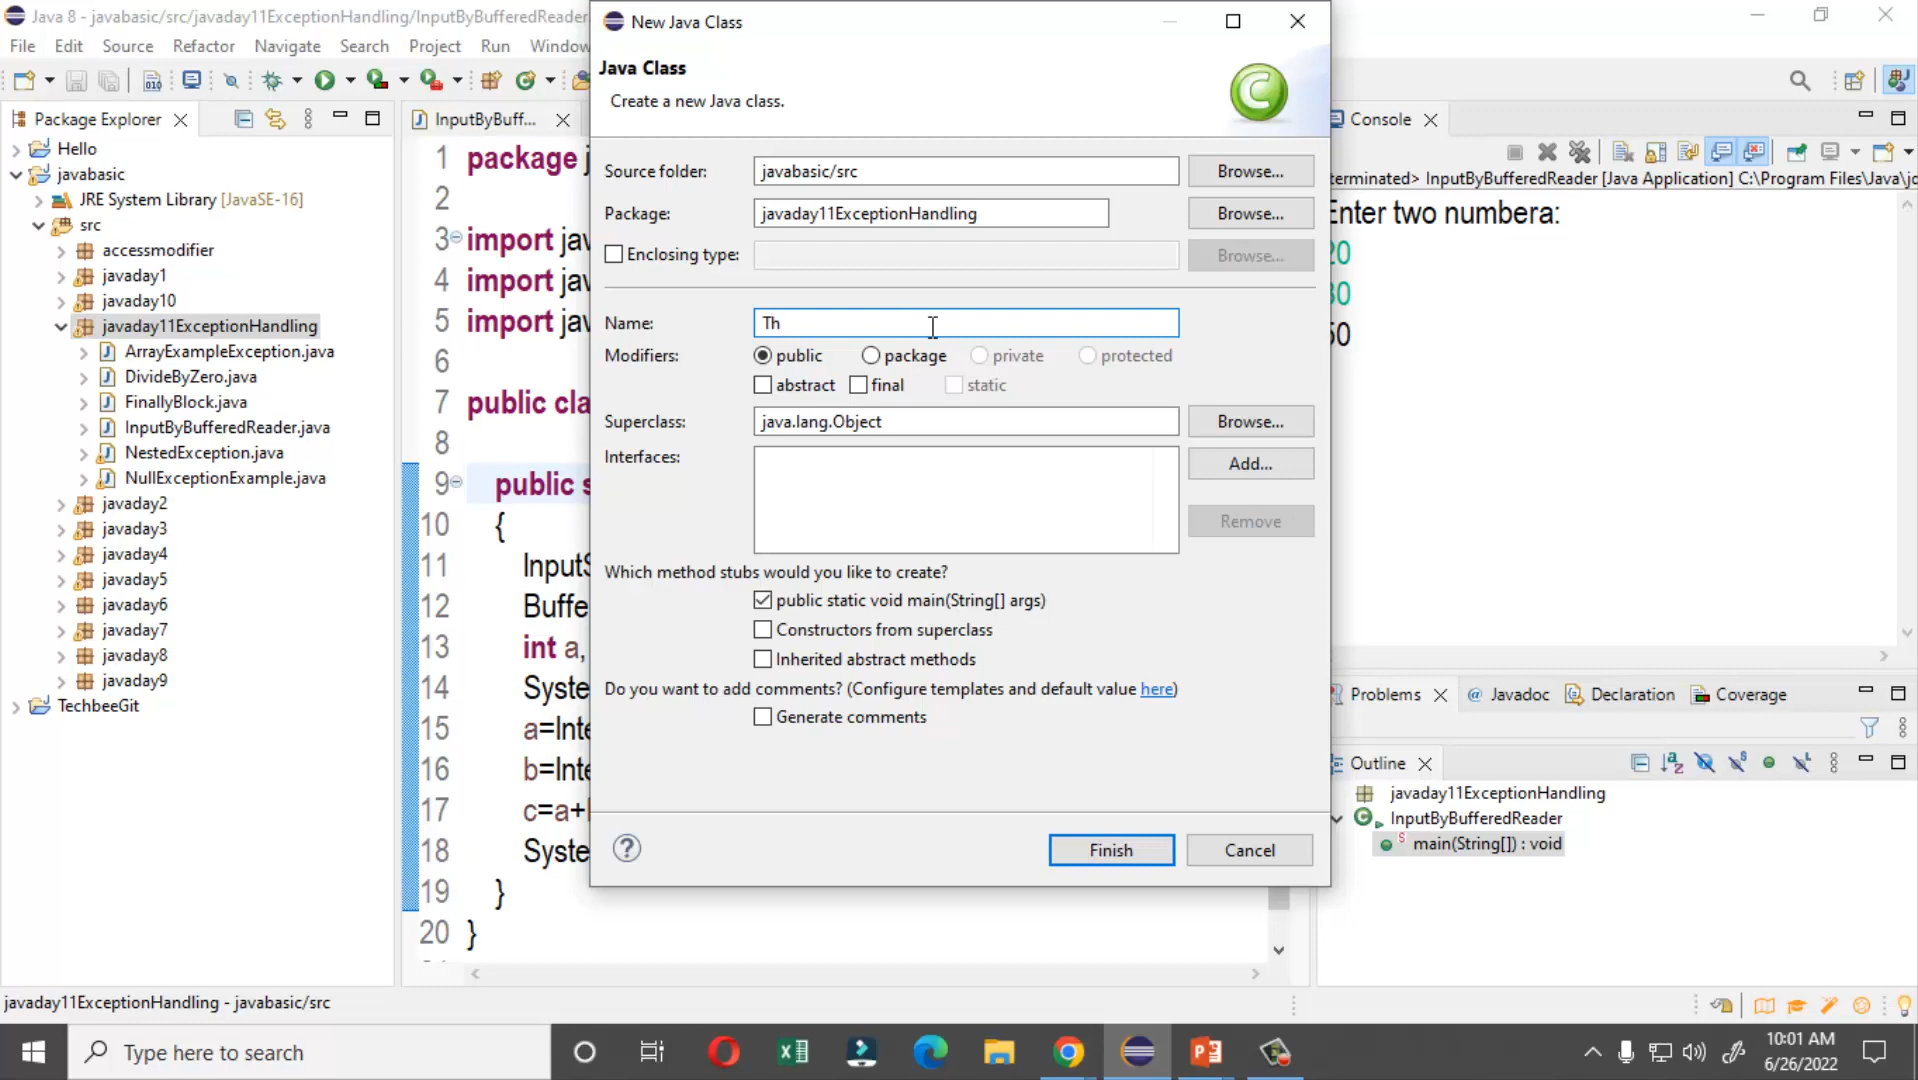 Java 8 - javabasic/src/javaday11ExceptionHandling/InputByBufferedReader.
File Edit Source Refactor Navigate Search Project Run Window
Package Explorer
Hello
javabasic
JRE System Library [JavaSE-16]
src
accessmodifier
javaday1
javaday10
javaday11ExceptionHandling
ArrayExampleException.java
DivideByZero.java
FinallyBlock.java
InputByBufferedReader.java
NestedException.java
NullExceptionExample.java
javaday2
javaday3
javaday4
javaday5
javaday6
javaday7
javaday8
javaday9
TechbeeGit
InputByBuff...
1 package j
2
3 import jav
4 import jav
5 import jav
6
7 public cla
8
9 public s
10 {
11 InputS
12 Buffe
13 int a,
14 Syste
15 a=Inte
16 b=Inte
17 c=a+
18 Syste
19 }
20 }
New Java Class
Java Class
Create a new Java class.
Source folder: javabasic/src Browse...
Package: javaday11ExceptionHandling Browse...
Enclosing type: Browse...
Name: Th
Modifiers: public package private protected
abstract final static
Superclass: java.lang.Object Browse...
Interfaces: Add...
Remove
Which method stubs would you like to create?
public static void main(String[] args)
Constructors from superclass
Inherited abstract methods
Do you want to add comments? (Configure templates and default value here)
Generate comments
Finish Cancel
Console
terminated> InputByBufferedReader [Java Application] C:\Program Files\Java\jd
Enter two numbera:
20
30
50
Problems Javadoc Declaration Coverage
Outline
javaday11ExceptionHandling
InputByBufferedReader
main(String[]) : void
javaday11ExceptionHandling - javabasic/src
Type here to search
10:01 AM
6/26/2022